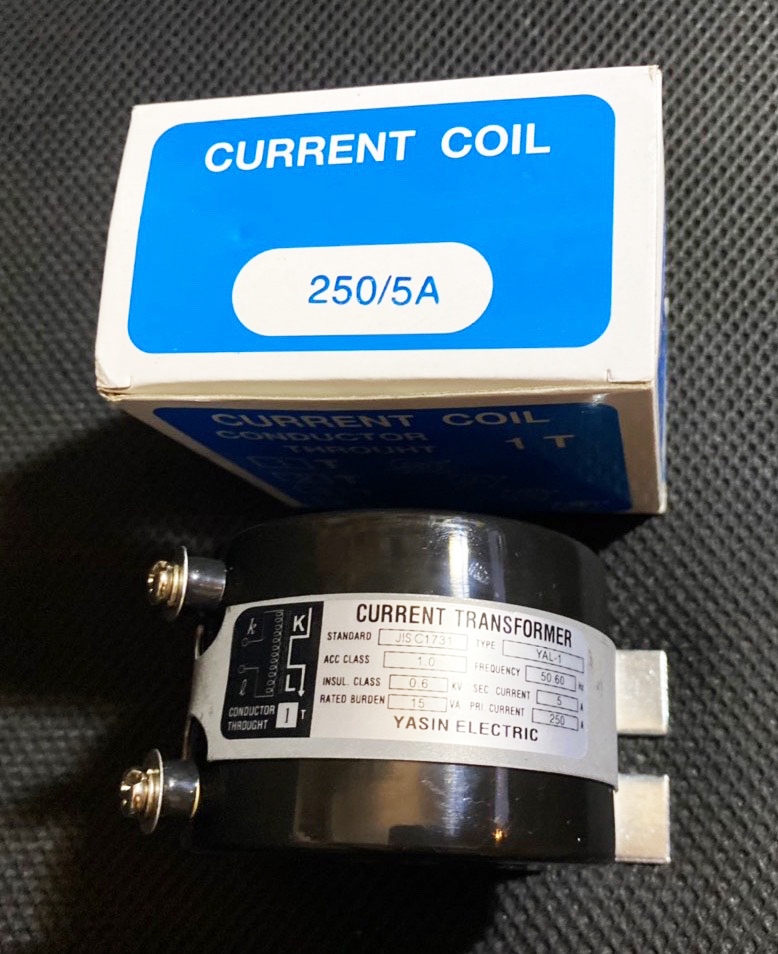 CURRENT COIL
250/5A
CURRENT COIL
CONDUCTOR
THROUGHT 1 T
CURRENT TRANSFORMER
STANDARD JIS C1731 TYPE YAL-1
ACC CLASS 1.0 FREQUENCY 50.60 Hz
INSUL. CLASS 0.6 KV SEC. CURRENT 5 A
RATED BURDEN 15 VA PRI CURRENT 250 A
YASIN ELECTRIC
K
L
CONDUCTOR
THROUGHT 1 T